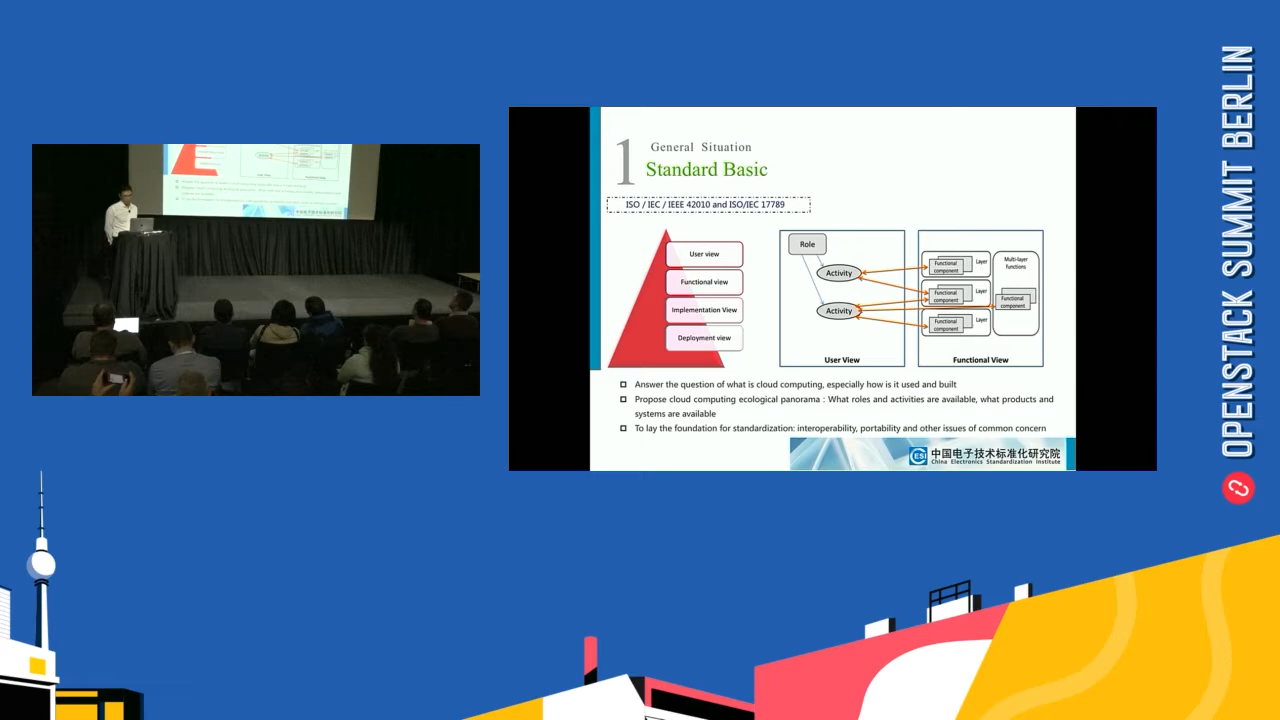 OPENSTACK SUMMIT BERLIN
1
General Situation
Standard Basic
ISO / IEC / IEEE 42010 and ISO/IEC 17789
User view
Functional view
Implementation View
Deployment view
Role
Activity
Activity
User View
Functional component
Layer
Functional component
Layer
Functional component
Layer
Multi-layer functions
Functional component
Functional View
Answer the question of what is cloud computing, especially how is it used and built
Propose cloud computing ecological panorama : What roles and activities are available, what products and
systems are available
To lay the foundation for standardization: interoperability, portability and other issues of common concern
CESI 中国电子技术标准化研究院
China Electronics Standardization Institute